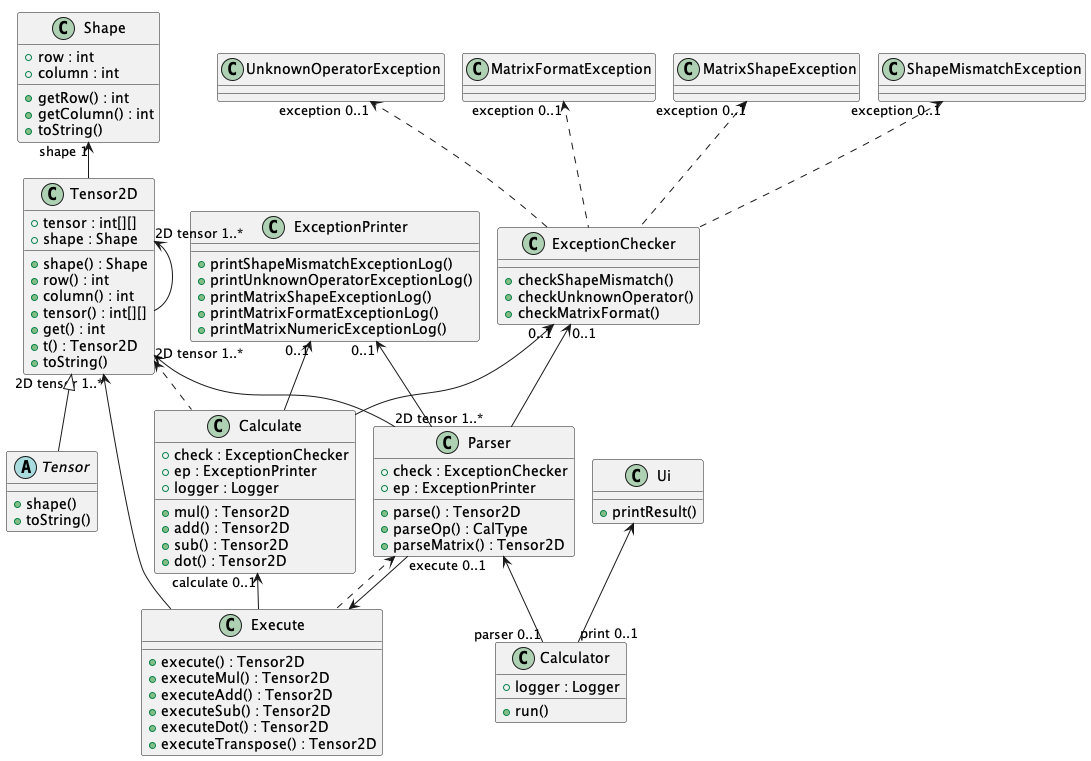 C Shape
row : int
column : int
getRow() : int
getColumn() : int
toString()
C UnknownOperatorException
C MatrixFormatException
C MatrixShapeException
C ShapeMismatchException
exception 0..1
exception 0..1
exception 0..1
exception 0..1
shape 1
C Tensor2D
tensor : int[][]
shape : Shape
shape() : Shape
row() : int
column() : int
tensor() : int[][]
get() : int
t() : Tensor2D
toString()
2D tensor 1..*
2D tensor 1..*
2D tensor 1..*
C ExceptionPrinter
printShapeMismatchExceptionLog()
printUnknownOperatorExceptionLog()
printMatrixShapeExceptionLog()
printMatrixFormatExceptionLog()
printMatrixNumericExceptionLog()
0..1
0..1
C ExceptionChecker
checkShapeMismatch()
checkUnknownOperator()
checkMatrixFormat()
0..1
0..1
A Tensor
shape()
toString()
C Calculate
check : ExceptionChecker
ep : ExceptionPrinter
logger : Logger
mul() : Tensor2D
add() : Tensor2D
sub() : Tensor2D
dot() : Tensor2D
calculate 0..1
2D tensor 1..*
C Parser
check : ExceptionChecker
ep : ExceptionPrinter
parse() : Tensor2D
parseOp() : CalType
parseMatrix() : Tensor2D
execute 0..1
C Ui
printResult()
C Execute
execute() : Tensor2D
executeMul() : Tensor2D
executeAdd() : Tensor2D
executeSub() : Tensor2D
executeDot() : Tensor2D
executeTranspose() : Tensor2D
parser 0..1
print 0..1
C Calculator
logger : Logger
run()